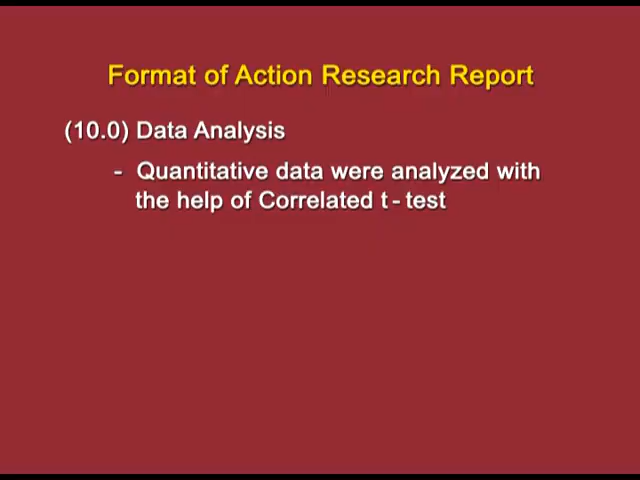 Format of Action Research Report
(10.0) Data Analysis
- Quantitative data were analyzed with
the help of Correlated t - test